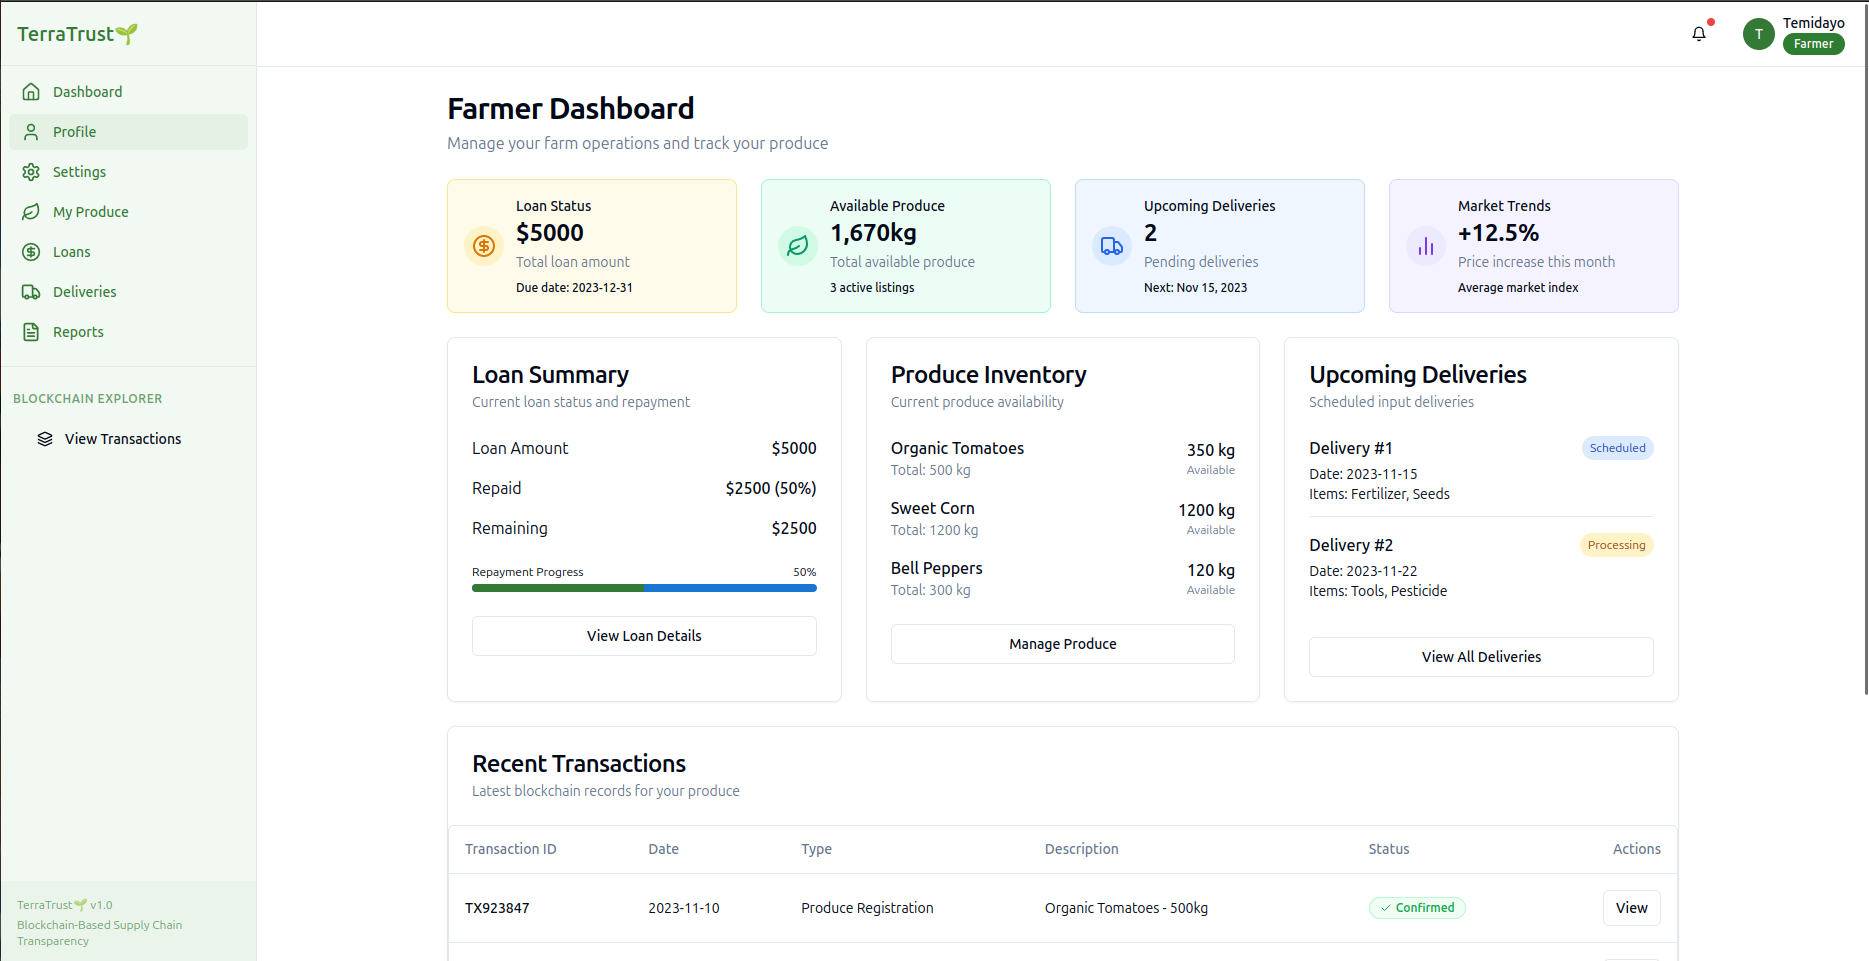 TerraTrust🌱
Dashboard
Profile
Settings
My Produce
Loans
Deliveries
Reports
BLOCKCHAIN EXPLORER
View Transactions
TerraTrust🌱 v1.0
Blockchain-Based Supply Chain
Transparency
T
Temidayo
Farmer
Farmer Dashboard
Manage your farm operations and track your produce
Loan Status
$5000
Total loan amount
Due date: 2023-12-31
Available Produce
1,670kg
Total available produce
3 active listings
Upcoming Deliveries
2
Pending deliveries
Next: Nov 15, 2023
Market Trends
+12.5%
Price increase this month
Average market index
Loan Summary
Current loan status and repayment
Loan Amount $5000
Repaid $2500 (50%)
Remaining $2500
Repayment Progress 50%
View Loan Details
Produce Inventory
Current produce availability
Organic Tomatoes 350 kg
Total: 500 kg Available
Sweet Corn 1200 kg
Total: 1200 kg Available
Bell Peppers 120 kg
Total: 300 kg Available
Manage Produce
Upcoming Deliveries
Scheduled input deliveries
Delivery #1 Scheduled
Date: 2023-11-15
Items: Fertilizer, Seeds
Delivery #2 Processing
Date: 2023-11-22
Items: Tools, Pesticide
View All Deliveries
Recent Transactions
Latest blockchain records for your produce
Transaction ID Date Type Description Status Actions
TX923847 2023-11-10 Produce Registration Organic Tomatoes - 500kg Confirmed View